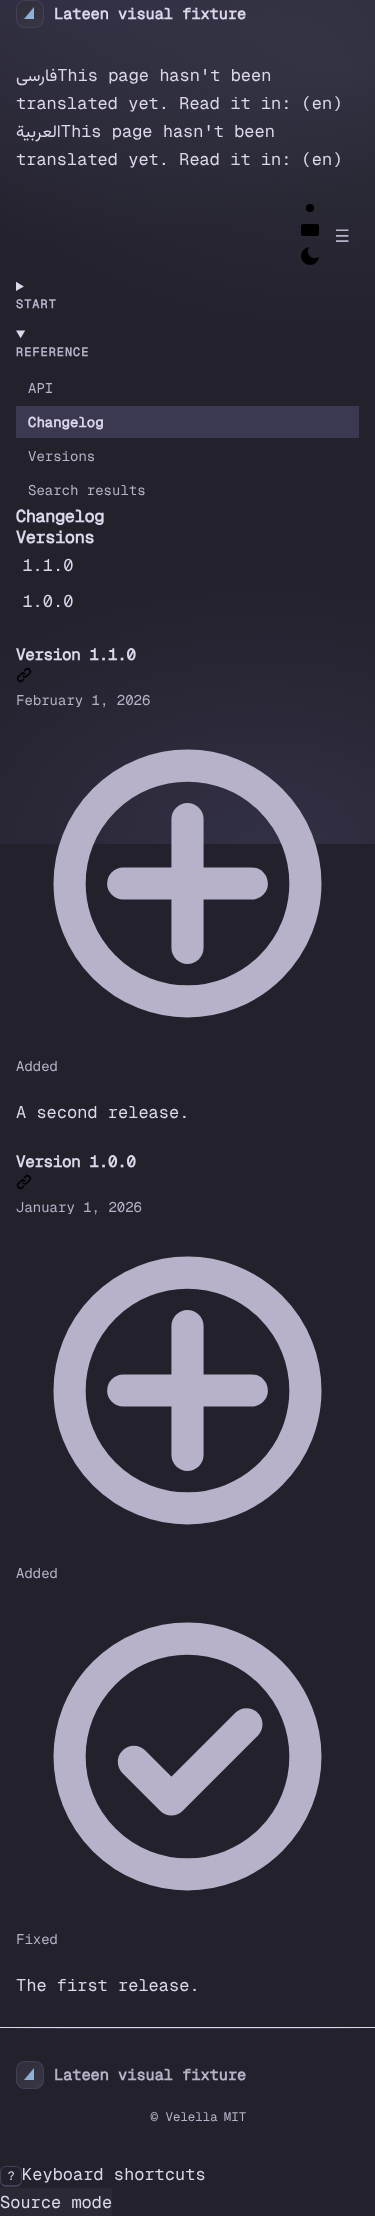 Lateen visual fixture
فارسیThis page hasn't been
translated yet. Read it in: (en)
العربيةThis page hasn't been
translated yet. Read it in: (en)
START
REFERENCE
API
Changelog
Versions
Search results
Changelog
Versions
1.1.0
1.0.0
Version 1.1.0
February 1, 2026
Added
A second release.
Version 1.0.0
January 1, 2026
Added
Fixed
The first release.
Lateen visual fixture
© Velella MIT
? Keyboard shortcuts
Source mode